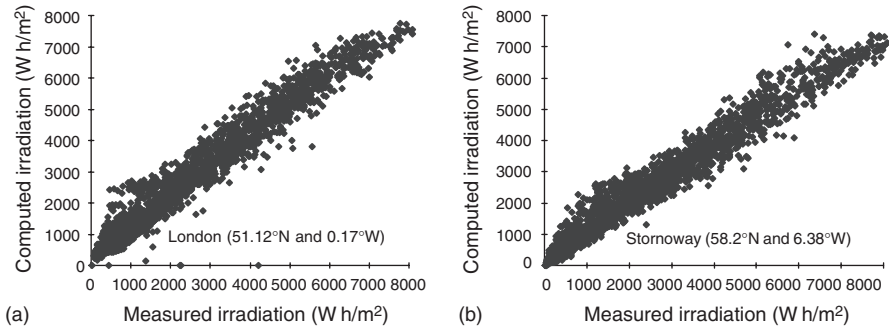 8000
7000
6000
5000
4000
3000
2000
1000
0
Computed irradiation (W h/m²)
London (51.12°N and 0.17°W)
0 1000 2000 3000 4000 5000 6000 7000 8000
(a) Measured irradiation (W h/m²)
8000
7000
6000
5000
4000
3000
2000
1000
0
Computed irradiation (W h/m²)
Stornoway (58.2°N and 6.38°W)
0 1000 2000 3000 4000 5000 6000 7000 8000
(b) Measured irradiation (W h/m²)